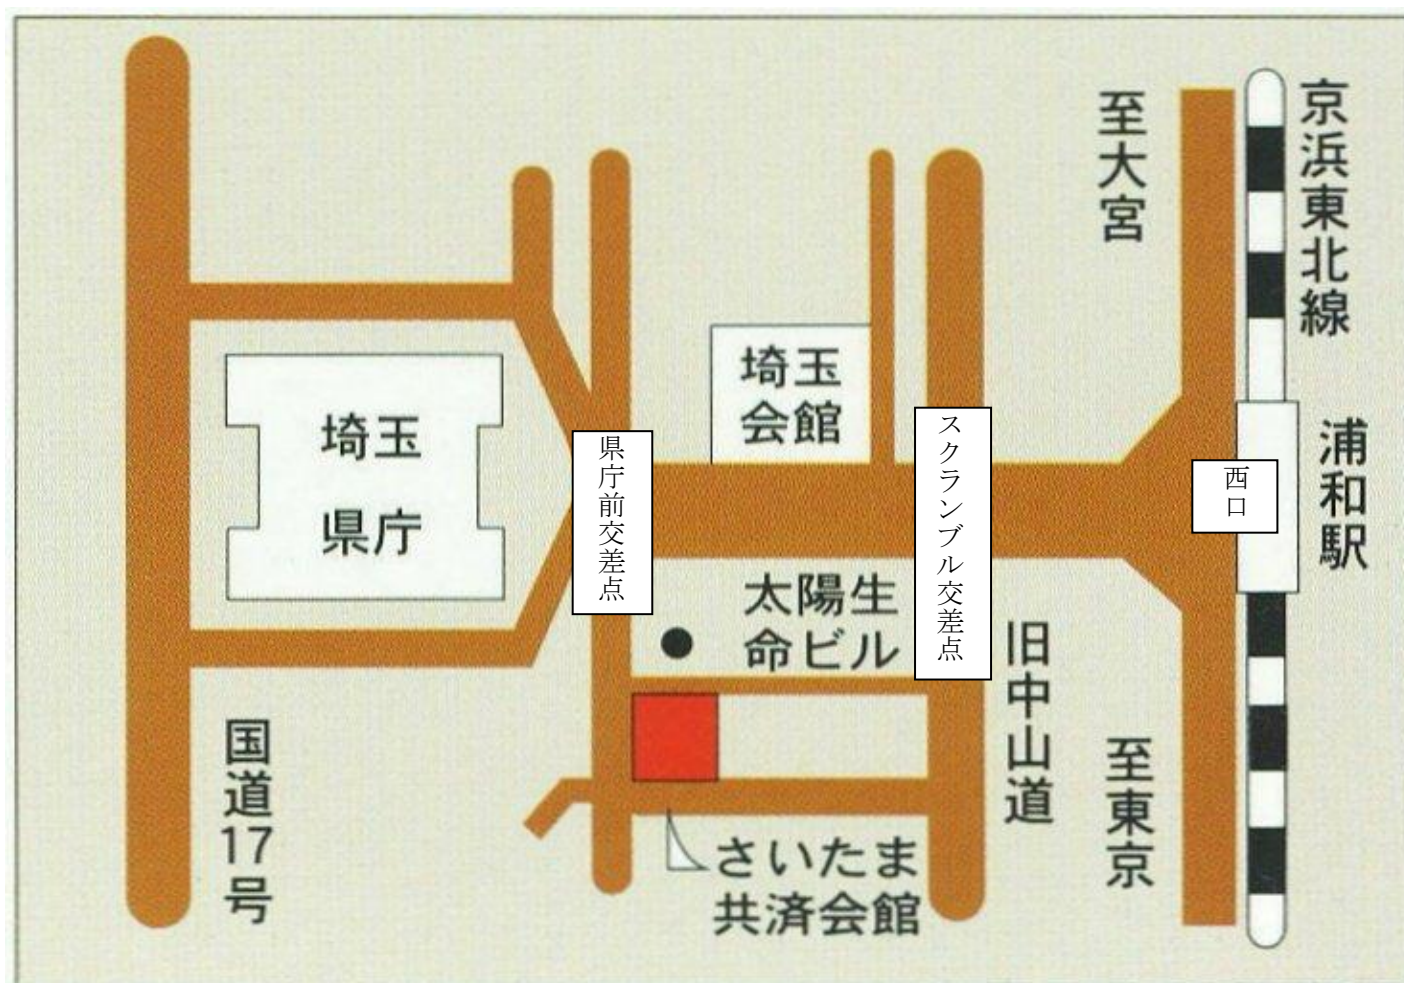 京浜東北線
至大宮
浦和駅
西口
埼玉
会館
スクランブル交差点
県庁前交差点
埼玉
県庁
太陽生
命ビル
旧中山道
至東京
国道17号
さいたま
共済会館